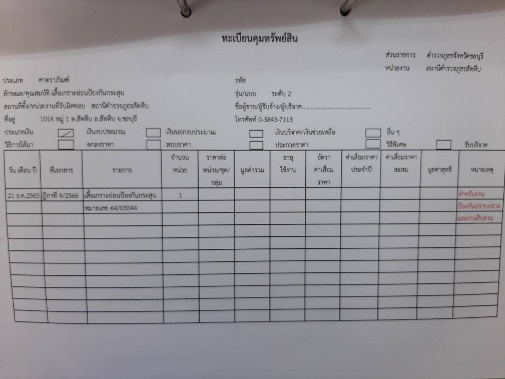 ทะเบียนคุมทรัพย์สิน
ส่วนราชการ ตำรวจภูธรจังหวัดชลบุรี
หน่วยงาน สถานีตำรวจภูธรสัตหีบ
ประเภท ศาตราภัณฑ์ รหัส
ลักษณะ/คุณสมบัติ เสื้อเกราะอ่อนป้องกันกระสุน รุ่น/แบบ ระดับ 2
สถานที่ตั้ง/หน่วยงานที่รับผิดชอบ สถานีตำรวจภูธรสัตหีบ ชื่อผู้ขาย/ผู้รับจ้าง/ผู้บริจาค
ที่อยู่ 1018 หมู่ 1 ต.สัตหีบ อ.สัตหีบ จ.ชลบุรี โทรศัพท์ 0-3843-7113
ประเภทเงิน เงินงบประมาณ เงินนอกงบประมาณ เงินบริจาค/เงินช่วยเหลือ อื่น ๆ
วิธีการได้มา ตกลงราคา สอบราคา ประกวดราคา วิธีพิเศษ รับบริจาค
วัน เดือน ปี ที่เอกสาร รายการ จำนวนหน่วย ราคาต่อหน่วย/ชุด/กลุ่ม มูลค่ารวม อายุใช้งาน อัตราค่าเสื่อมราคา ค่าเสื่อมราคาประจำปี ค่าเสื่อมราคาสะสม มูลค่าสุทธิ หมายเหตุ
21 ธ.ค.2565 ฎีกาที่ 9/2566 เสื้อเกราะอ่อนป้องกันกระสุน 1 สำหรับงาน
หมายเลข 64/03544 ป้องกันปราบปราม
และงานสืบสวน